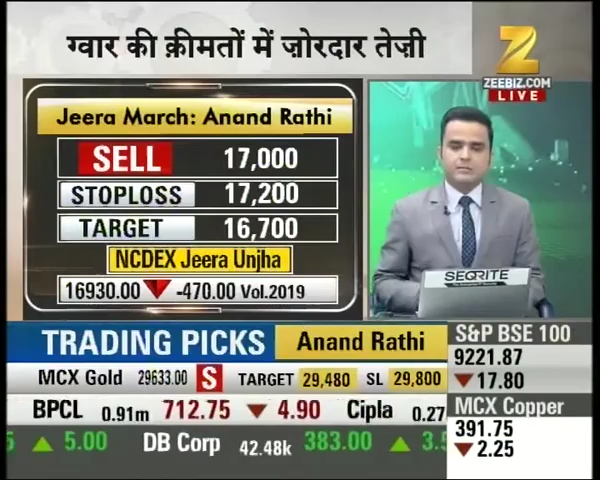 ग्वार की क़ीमतों में ज़ोरदार तेज़ी
Z
ZEEBIZ.COM
LIVE
Jeera March: Anand Rathi
SELL 17,000
STOPLOSS 17,200
TARGET 16,700
NCDEX Jeera Unjha
16930.00 -470.00 Vol.2019
SEQRITE
TRADING PICKS Anand Rathi
S&P BSE 100
9221.87
17.80
MCX Gold 29633.00 S TARGET 29,480 SL 29,800
BPCL 0.91m 712.75 4.90 Cipla 0.27
MCX Copper
391.75
2.25
5 5.00 DB Corp 42.48k 383.00 3.5